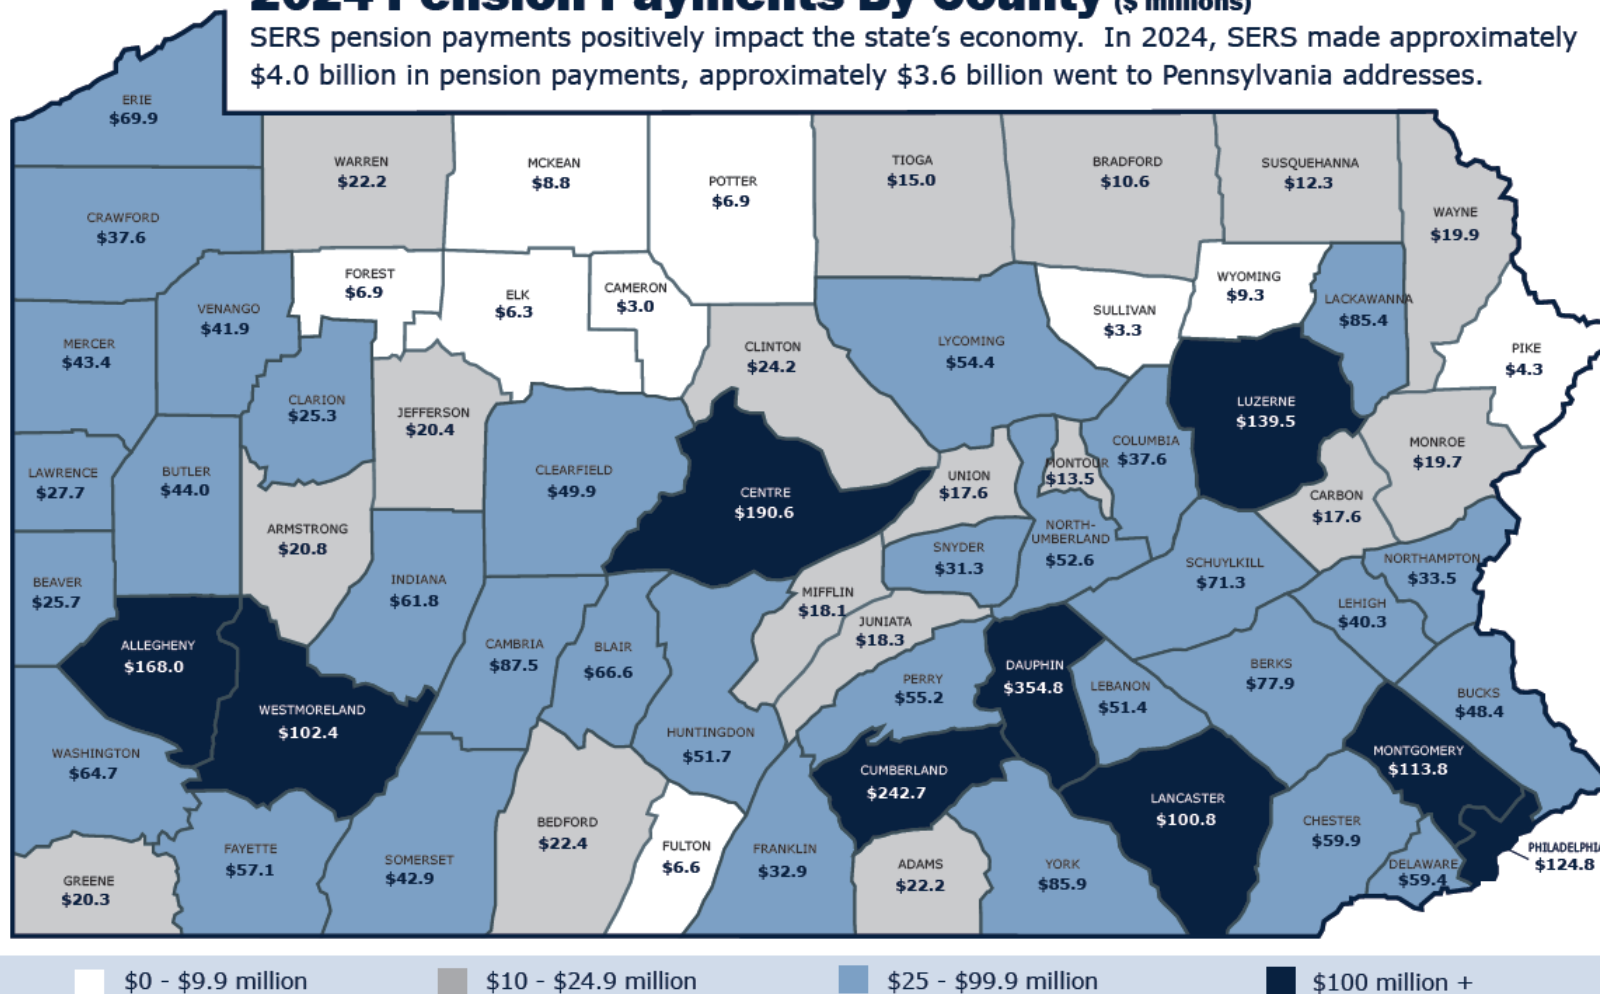 2024 Pension Payments By County ($ millions)
SERS pension payments positively impact the state's economy. In 2024, SERS made approximately
$4.0 billion in pension payments, approximately $3.6 billion went to Pennsylvania addresses.
ERIE
$69.9
WARREN
$22.2
MCKEAN
$8.8
POTTER
$6.9
TIOGA
$15.0
BRADFORD
$10.6
SUSQUEHANNA
$12.3
WAYNE
$19.9
CRAWFORD
$37.6
FOREST
$6.9
ELK
$6.3
CAMERON
$3.0
WYOMING
$9.3
SULLIVAN
$3.3
LACKAWANNA
$85.4
VENANGO
$41.9
MERCER
$43.4
CLINTON
$24.2
LYCOMING
$54.4
PIKE
$4.3
CLARION
$25.3
JEFFERSON
$20.4
LUZERNE
$139.5
COLUMBIA
$37.6
MONROE
$19.7
LAWRENCE
$27.7
BUTLER
$44.0
CLEARFIELD
$49.9
CENTRE
$190.6
UNION
$17.6
MONTOUR
$13.5
CARBON
$17.6
ARMSTRONG
$20.8
SNYDER
$31.3
NORTH-
UMBERLAND
$52.6
SCHUYLKILL
$71.3
NORTHAMPTON
$33.5
BEAVER
$25.7
INDIANA
$61.8
MIFFLIN
$18.1
JUNIATA
$18.3
LEHIGH
$40.3
ALLEGHENY
$168.0
CAMBRIA
$87.5
BLAIR
$66.6
PERRY
$55.2
DAUPHIN
$354.8
LEBANON
$51.4
BERKS
$77.9
BUCKS
$48.4
WESTMORELAND
$102.4
HUNTINGDON
$51.7
WASHINGTON
$64.7
CUMBERLAND
$242.7
LANCASTER
$100.8
MONTGOMERY
$113.8
BEDFORD
$22.4
FULTON
$6.6
FRANKLIN
$32.9
ADAMS
$22.2
YORK
$85.9
CHESTER
$59.9
DELAWARE
$59.4
PHILADELPHIA
$124.8
GREENE
$20.3
FAYETTE
$57.1
SOMERSET
$42.9
$0 - $9.9 million
$10 - $24.9 million
$25 - $99.9 million
$100 million +